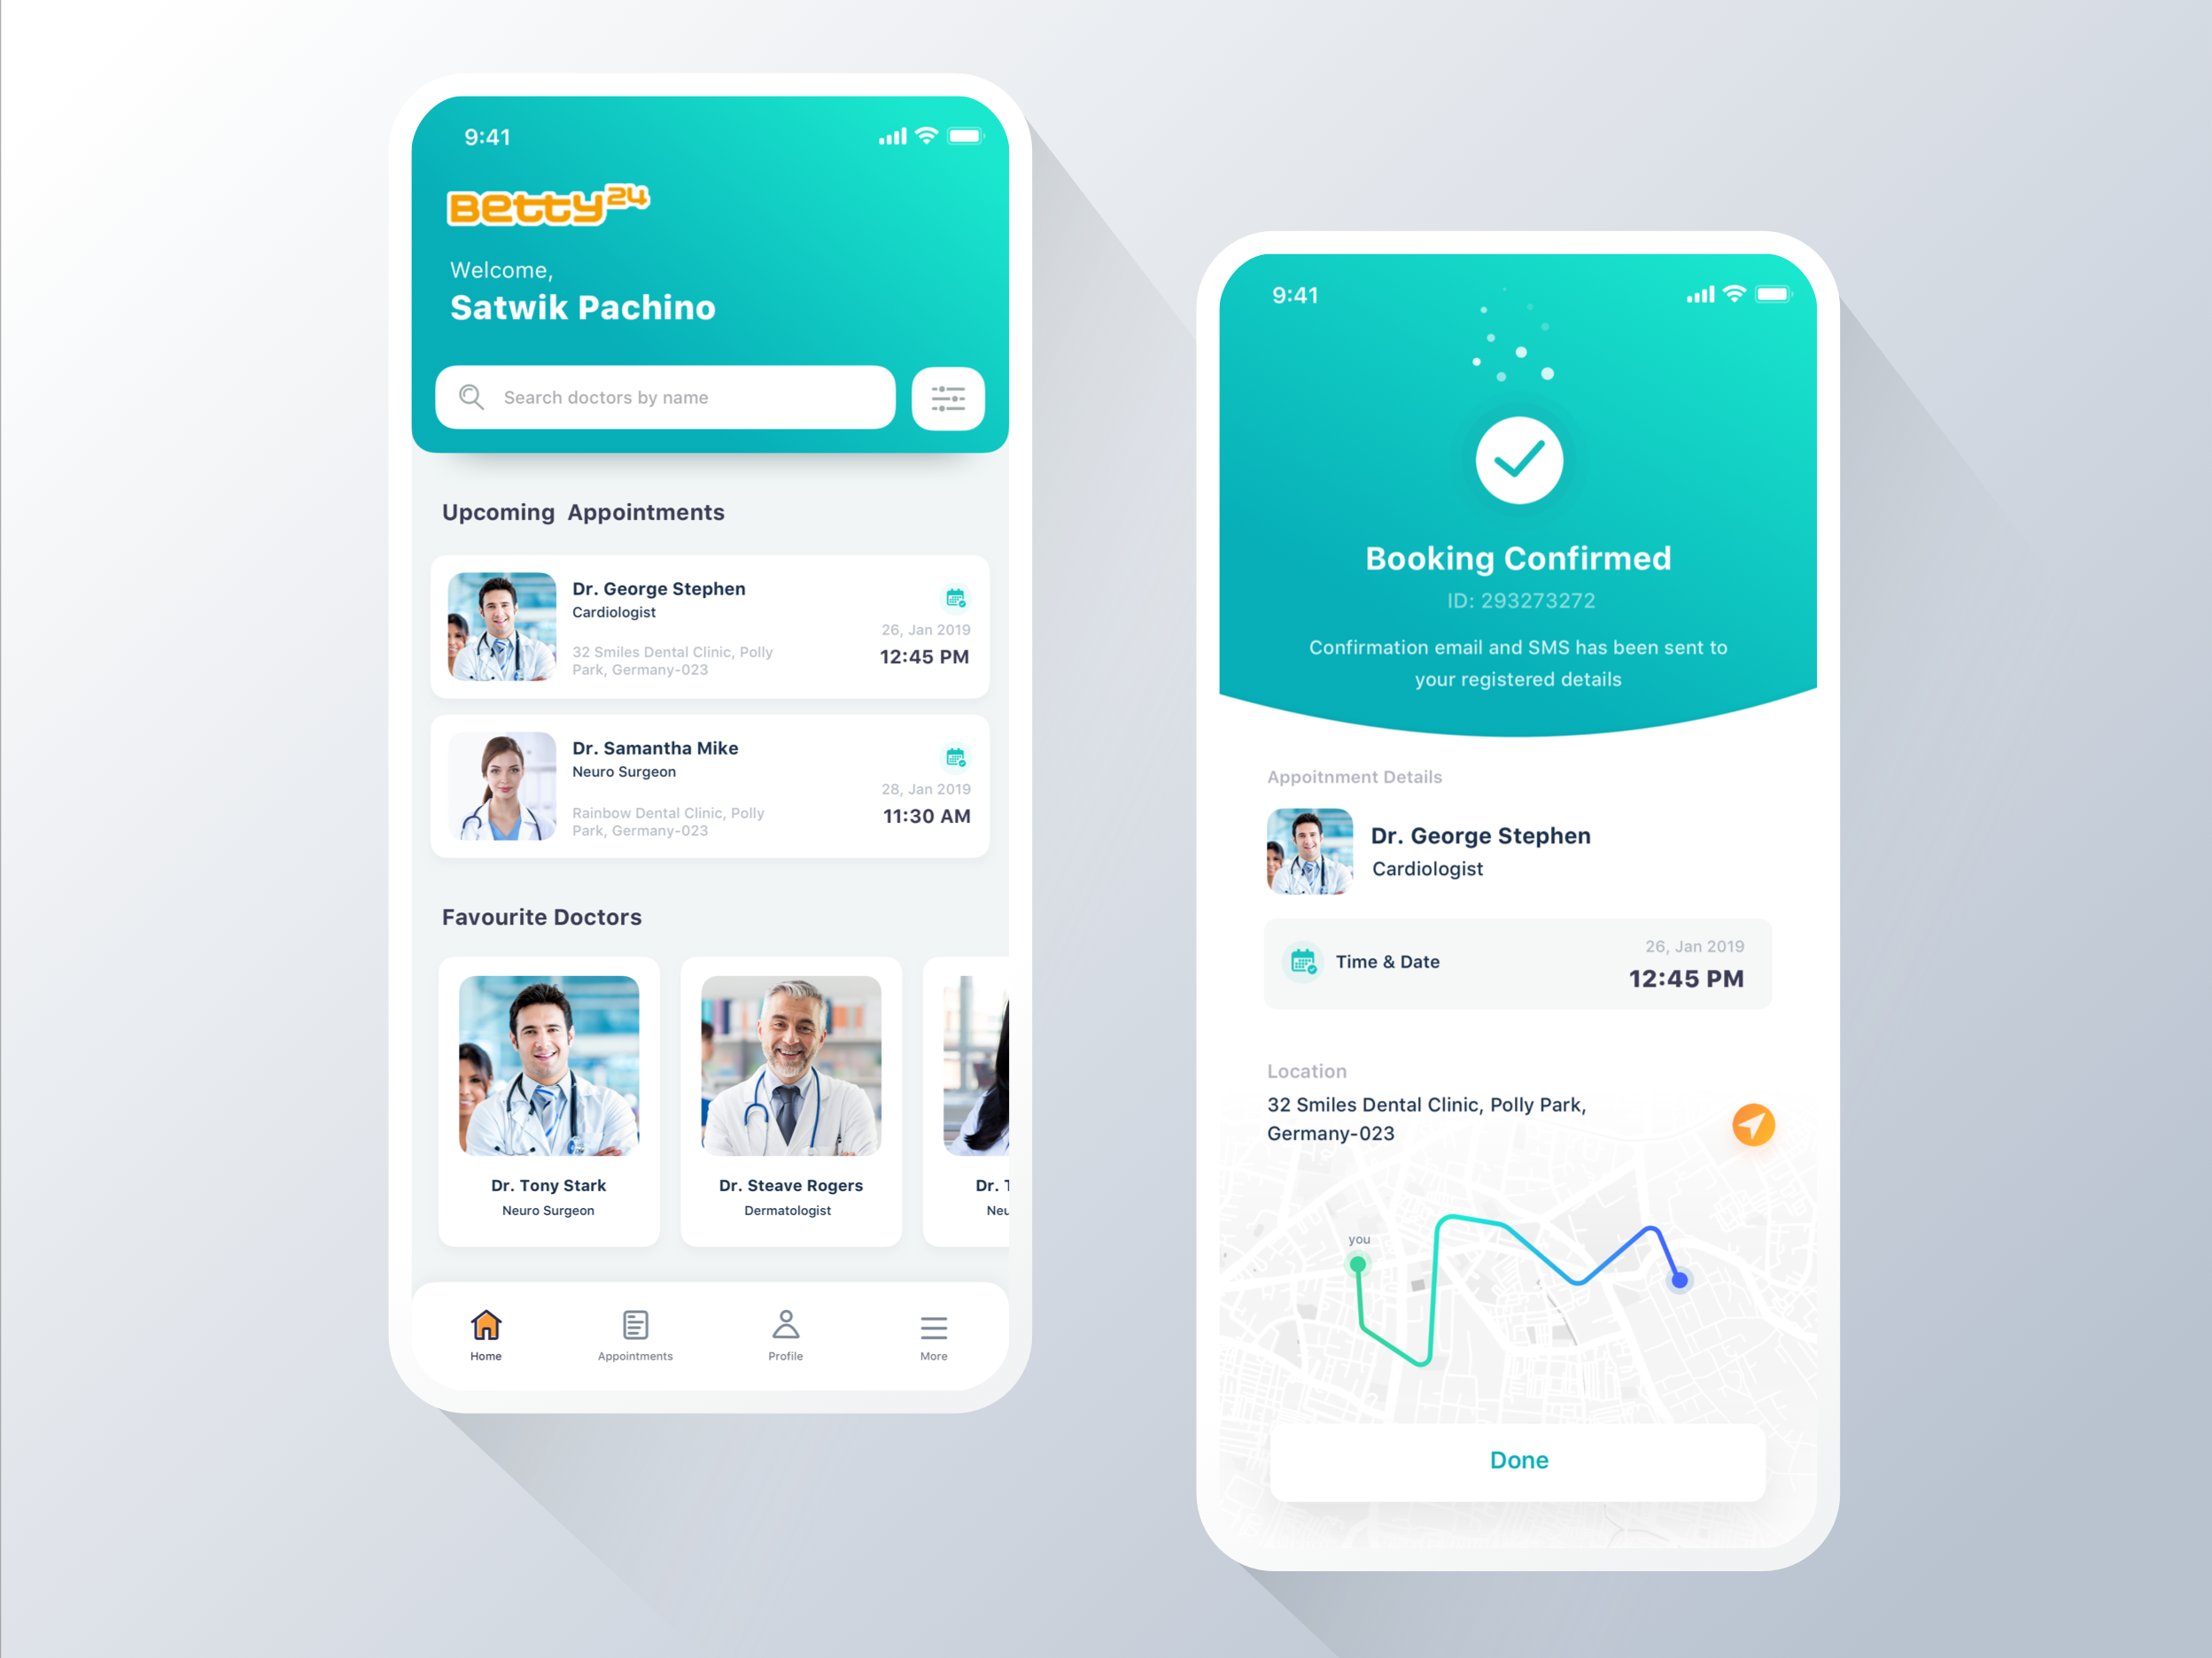 9:41
Betty24
Welcome,
Satwik Pachino
Search doctors by name
Upcoming Appointments
Dr. George Stephen
Cardiologist
32 Smiles Dental Clinic, Polly
Park, Germany-023
26, Jan 2019
12:45 PM
Dr. Samantha Mike
Neuro Surgeon
Rainbow Dental Clinic, Polly
Park, Germany-023
28, Jan 2019
11:30 AM
Favourite Doctors
Dr. Tony Stark
Neuro Surgeon
Dr. Steave Rogers
Dermatologist
Dr.
Home
Appointments
Profile
More
9:41
Booking Confirmed
ID: 293273272
Confirmation email and SMS has been sent to
your registered details
Appoitnment Details
Dr. George Stephen
Cardiologist
Time & Date
26, Jan 2019
12:45 PM
Location
32 Smiles Dental Clinic, Polly Park,
Germany-023
you
Done